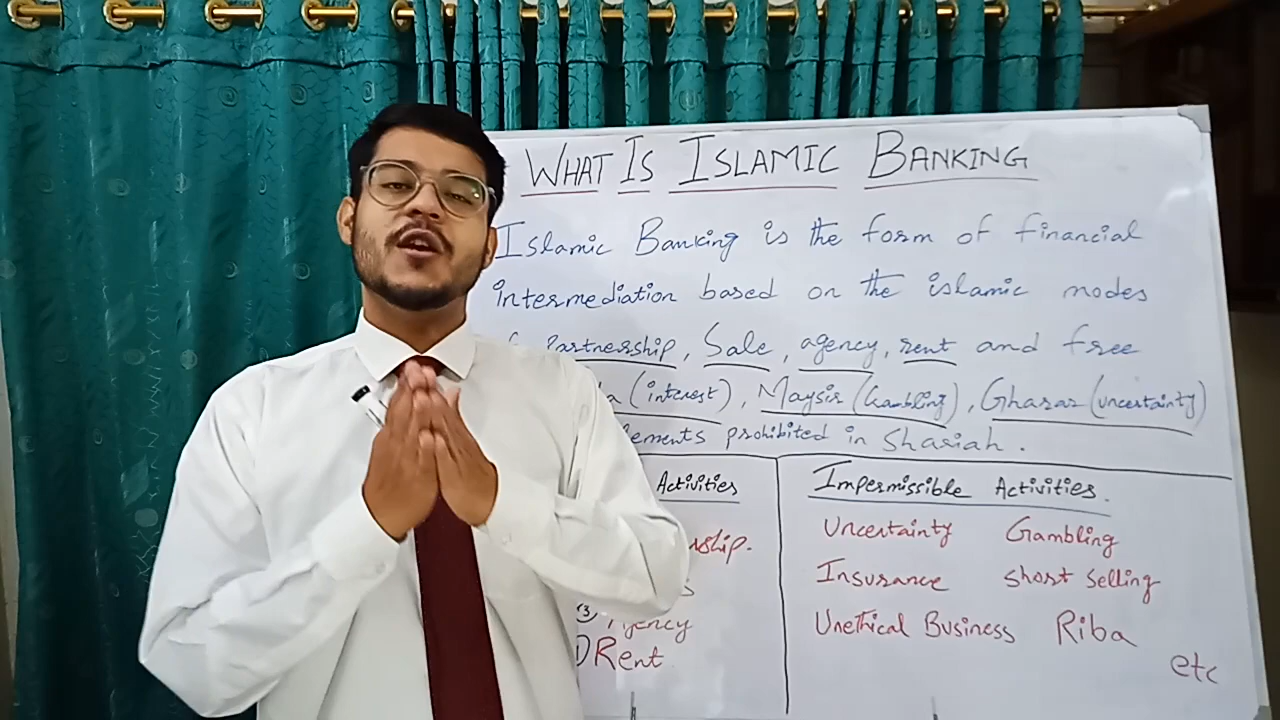 WHAT IS ISLAMIC BANKING
Islamic Banking is the form of financial
intermediation based on the islamic modes
Partnership, Sale, agency, rent and free
(interest), Maysir (Gambling), Gharar (uncertainty)
prohibited in Shariah.
Activities
③ Agency
Rent
Impermissible Activities.
Uncertainty Gambling
Insurance short selling
Unethical Business Riba
etc